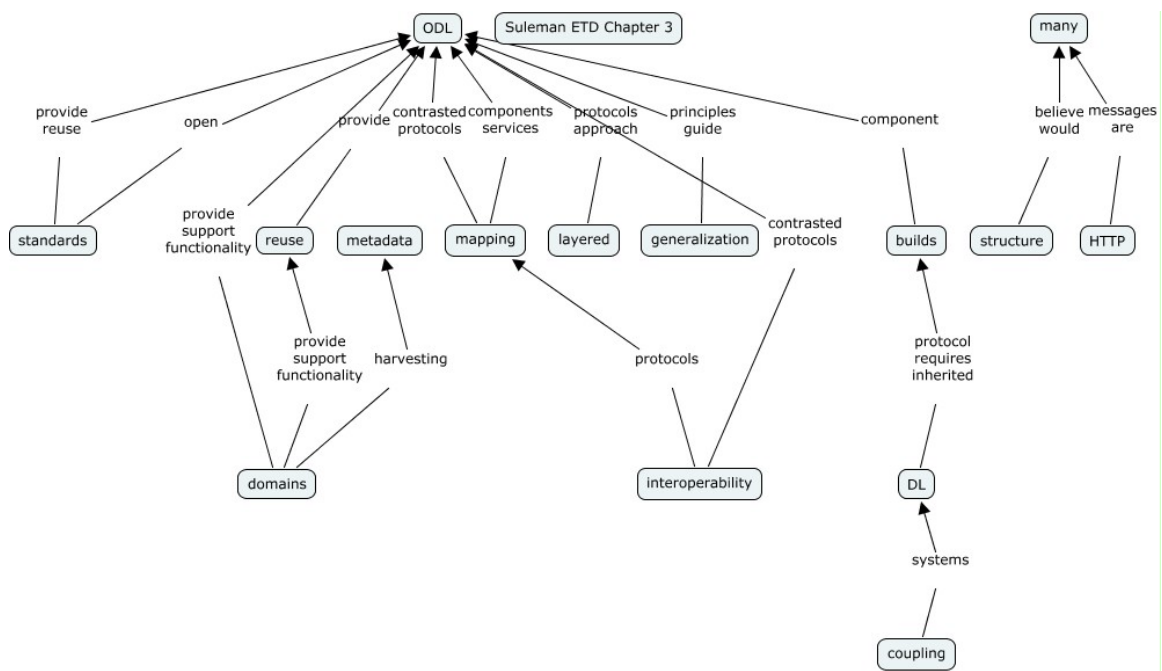 ODL
Suleman ETD Chapter 3
many
provide
reuse
open
provide
contrasted
protocols
components
services
protocols
approach
principles
guide
component
believe
would
messages
are
provide
support
functionality
contrasted
protocols
standards
reuse
metadata
mapping
layered
generalization
builds
structure
HTTP
provide
support
functionality
harvesting
protocols
protocol
requires
inherited
domains
interoperability
DL
systems
coupling